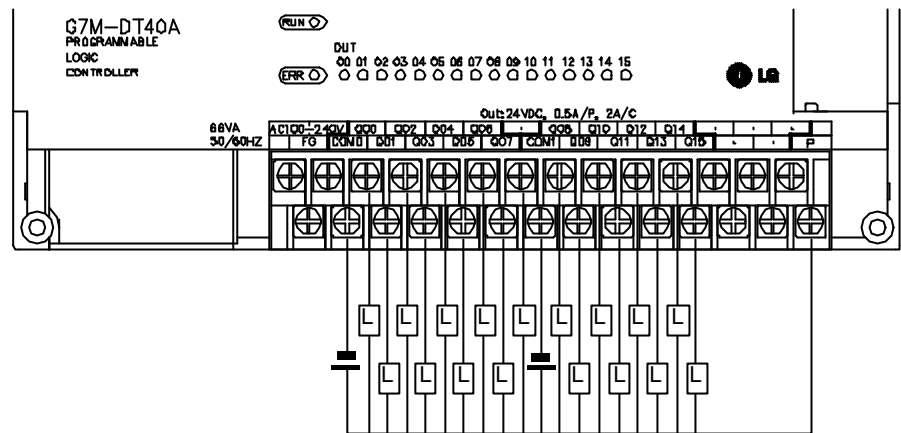 G7M-DT40A
PROGRAMMABLE
LOGIC
CONTROLLER
RUN
ERR
OUT
00 01 02 03 04 05 06 07 08 09 10 11 12 13 14 15
LG
Out: 24VDC, 0.5A/P, 2A/C
66VA
50/60HZ
AC100-240V Q00 Q02 Q04 Q06 Q08 Q10 Q12 Q14
FG COM0 Q01 Q03 Q05 Q07 COM1 Q09 Q11 Q13 Q15 P
L L L L L L L L L
L L L L L L L L